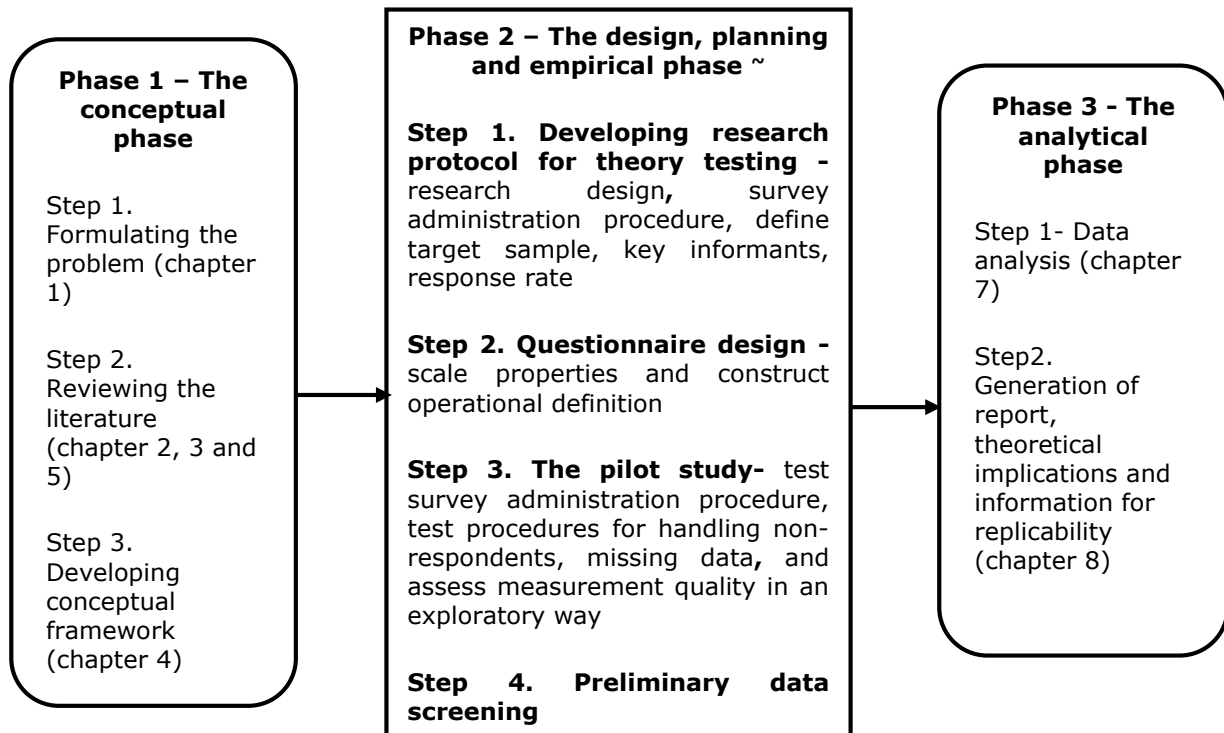 Phase 1 – The
conceptual
phase
Step 1.
Formulating the
problem (chapter
1)
Step 2.
Reviewing the
literature
(chapter 2, 3 and
5)
Step 3.
Developing
conceptual
framework
(chapter 4)
Phase 2 – The design, planning
and empirical phase ~
Step 1. Developing research
protocol for theory testing -
research design, survey
administration procedure, define
target sample, key informants,
response rate
Step 2. Questionnaire design -
scale properties and construct
operational definition
Step 3. The pilot study- test
survey administration procedure,
test procedures for handling non-
respondents, missing data, and
assess measurement quality in an
exploratory way
Step 4. Preliminary data
screening
Phase 3 - The
analytical
phase
Step 1- Data
analysis (chapter
7)
Step2.
Generation of
report,
theoretical
implications and
information for
replicability
(chapter 8)